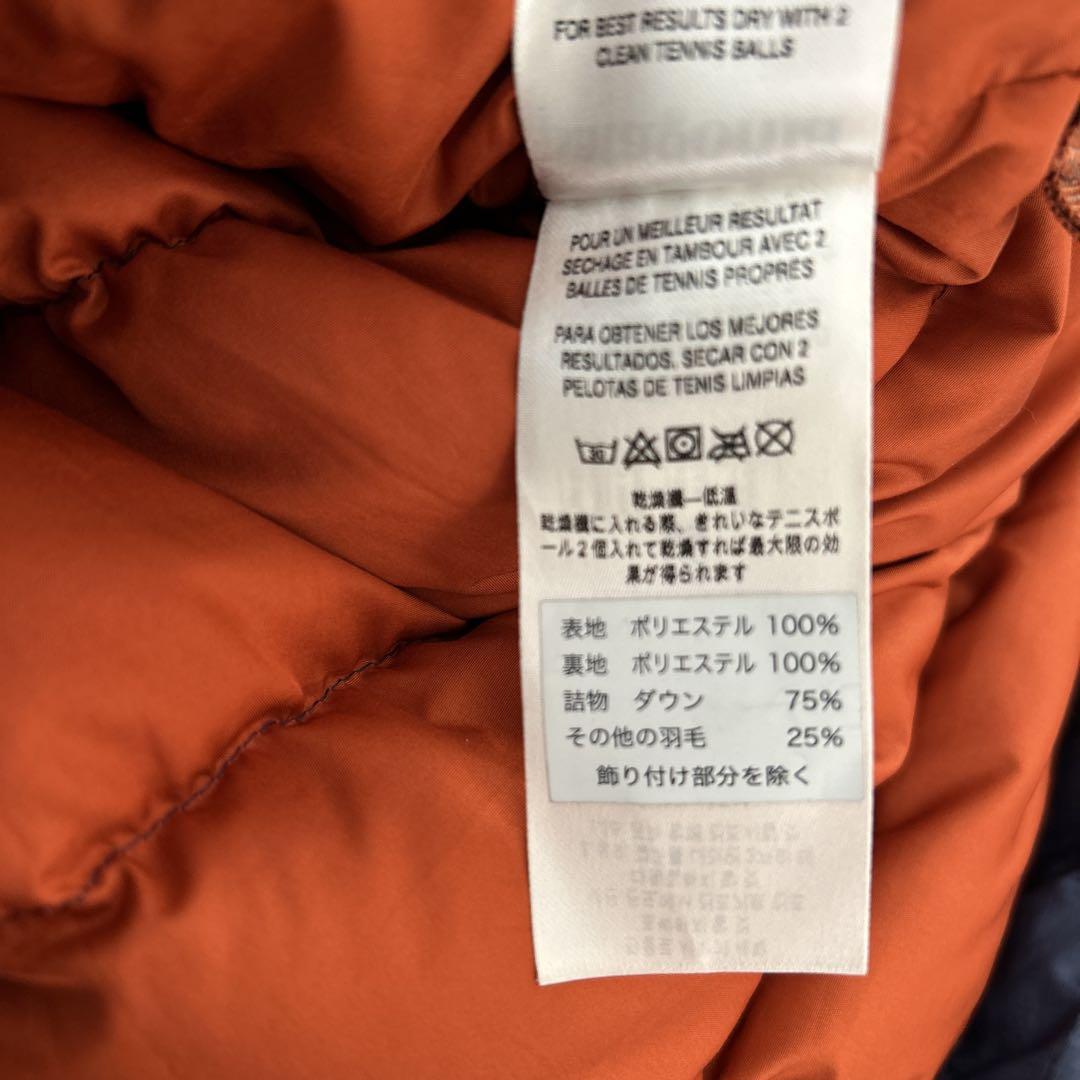 FOR BEST RESULTS DRY WITH 2
CLEAN TENNIS BALLS
POUR UN MEILLEUR RESULTAT
SECHAGE EN TAMBOUR AVEC 2
BALLES DE TENNIS PROPRES
PARA OBTENER LOS MEJORES
RESULTADOS, SECAR CON 2
PELOTAS DE TENIS LIMPIAS
30
乾燥機—低温
乾燥機に入れる際、きれいなテニスボ
ール2個入れて乾燥すれば最大限の効
果が得られます
表地 ポリエステル 100%
裏地 ポリエステル 100%
詰物 ダウン 75%
その他の羽毛 25%
飾り付け部分を除く